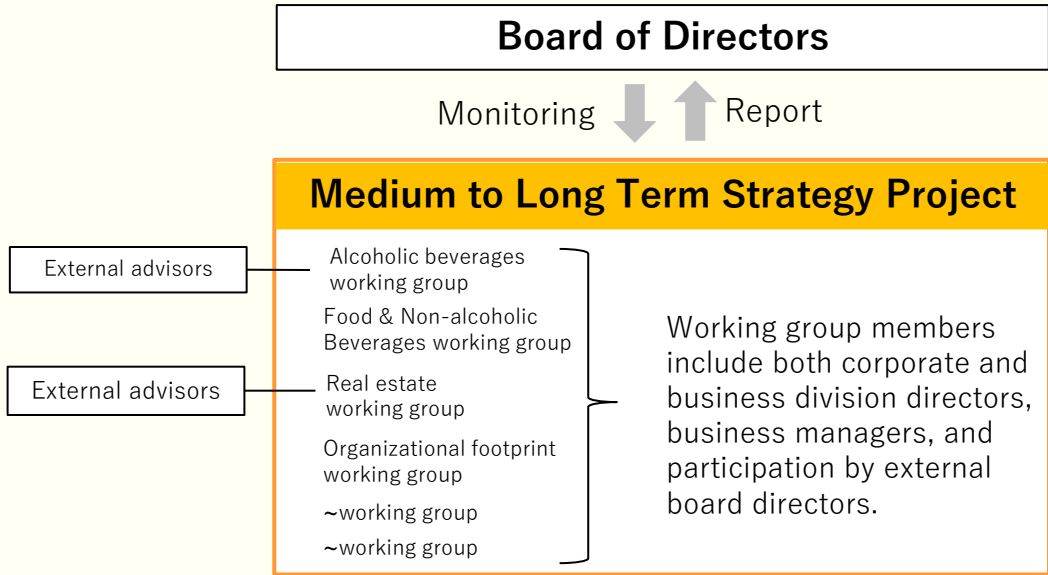 Board of Directors
Monitoring
Report
Medium to Long Term Strategy Project
External advisors
Alcoholic beverages
working group
Food & Non-alcoholic
Beverages working group
External advisors
Real estate
working group
Organizational footprint
working group
~working group
~working group
Working group members
include both corporate and
business division directors,
business managers, and
participation by external
board directors.